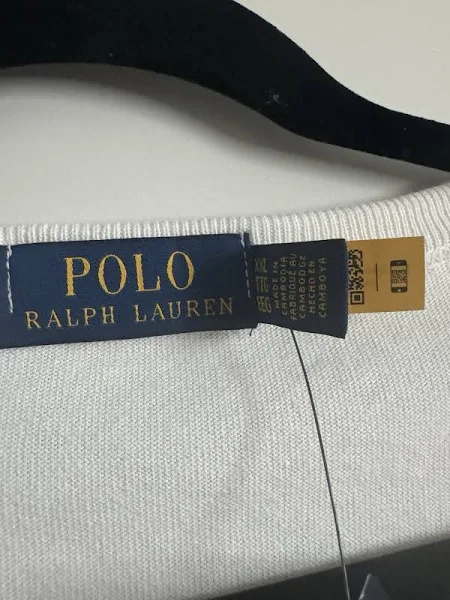 POLO
RALPH LAUREN
MADE IN
CAMBODIA
FABRIQUÉ AU
CAMBODGE
HECHO EN
CAMBOYA